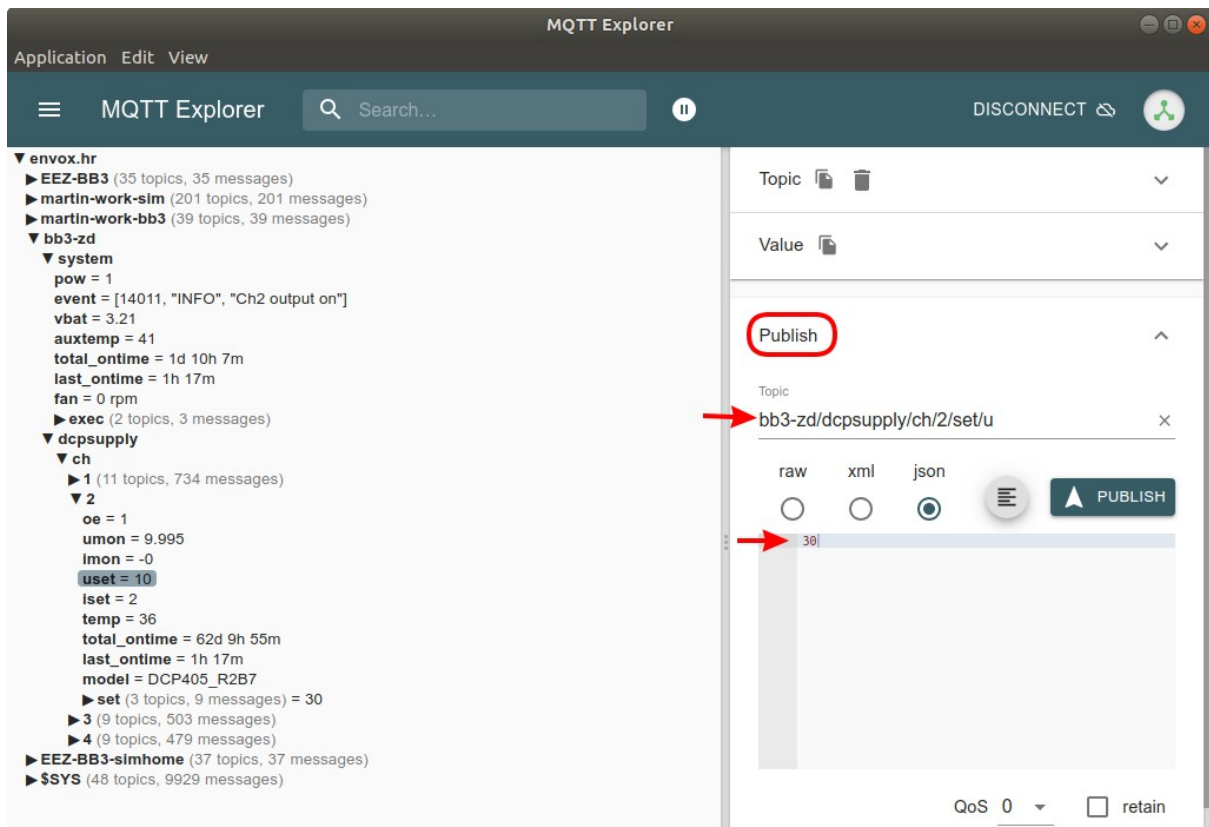 MQTT Explorer
Application Edit View
MQTT Explorer
Search...
DISCONNECT
▼ envox.hr
▶ EEZ-BB3 (35 topics, 35 messages)
▶ martin-work-sim (201 topics, 201 messages)
▶ martin-work-bb3 (39 topics, 39 messages)
▼ bb3-zd
▼ system
pow = 1
event = [14011, "INFO", "Ch2 output on"]
vbat = 3.21
auxtemp = 41
total_ontime = 1d 10h 7m
last_ontime = 1h 17m
fan = 0 rpm
▶ exec (2 topics, 3 messages)
▼ dcpsupply
▼ ch
▶ 1 (11 topics, 734 messages)
▼ 2
oe = 1
umon = 9.995
imon = -0
uset = 10
iset = 2
temp = 36
total_ontime = 62d 9h 55m
last_ontime = 1h 17m
model = DCP405_R2B7
▶ set (3 topics, 9 messages) = 30
▶ 3 (9 topics, 503 messages)
▶ 4 (9 topics, 479 messages)
▶ EEZ-BB3-simhome (37 topics, 37 messages)
▶ $SYS (48 topics, 9929 messages)
Topic
Value
Publish
Topic
bb3-zd/dcpsupply/ch/2/set/u
raw xml json
PUBLISH
30
QoS 0 retain